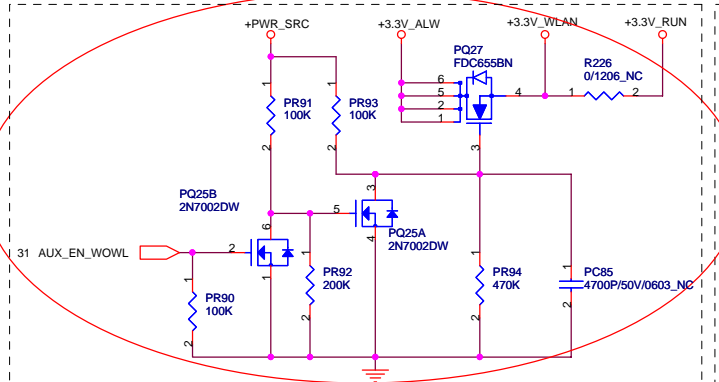 +PWR_SRC
+3.3V_ALW
+3.3V_WLAN
+3.3V_RUN
PQ27
FDC655BN
R226
0/1206_NC
6
5
2
1
4
1
2
3
1
PR91
100K
2
1
PR93
100K
2
PQ25B
2N7002DW
6
2
1
5
3
4
PQ25A
2N7002DW
31 AUX_EN_WOWL
1
PR90
100K
2
1
PR92
200K
2
1
PR94
470K
2
1
PC85
4700P/50V/0603_NC
2